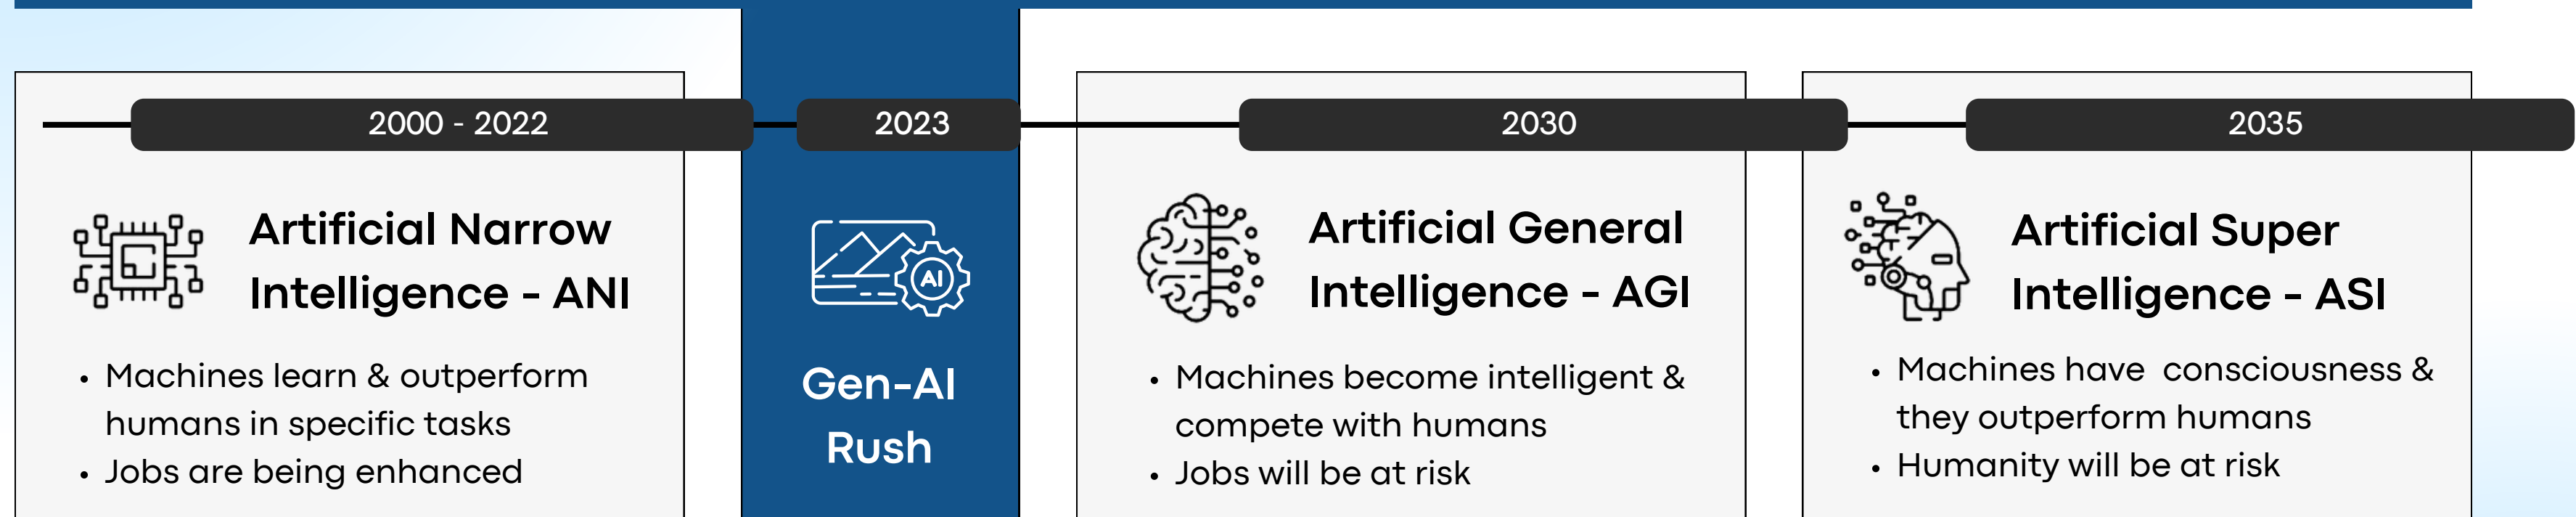 2000 - 2022
Artificial Narrow
Intelligence - ANI
• Machines learn & outperform
humans in specific tasks
• Jobs are being enhanced
2023
AI
Gen-AI
Rush
2030
Artificial General
Intelligence - AGI
• Machines become intelligent &
compete with humans
• Jobs will be at risk
2035
Artificial Super
Intelligence - ASI
• Machines have consciousness &
they outperform humans
• Humanity will be at risk